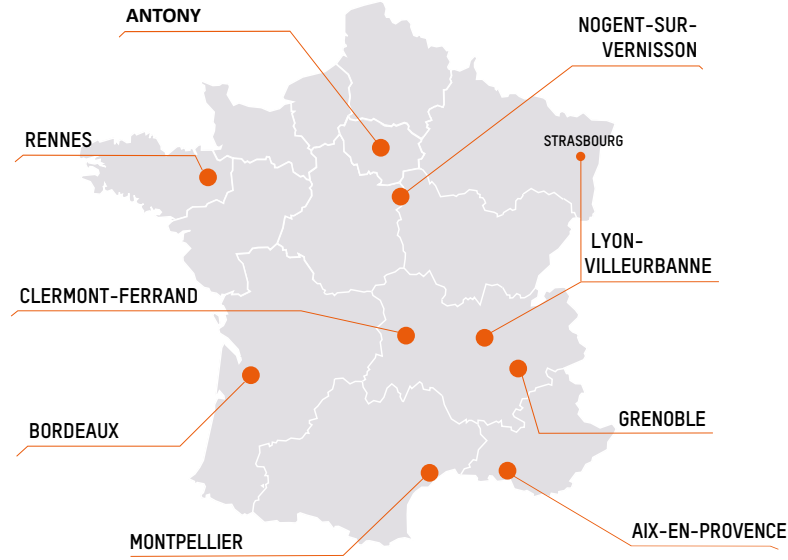 ANTONY
NOGENT-SUR-
VERNISSON
RENNES
STRASBOURG
LYON-
VILLEURBANNE
CLERMONT-FERRAND
GRENOBLE
BORDEAUX
AIX-EN-PROVENCE
MONTPELLIER